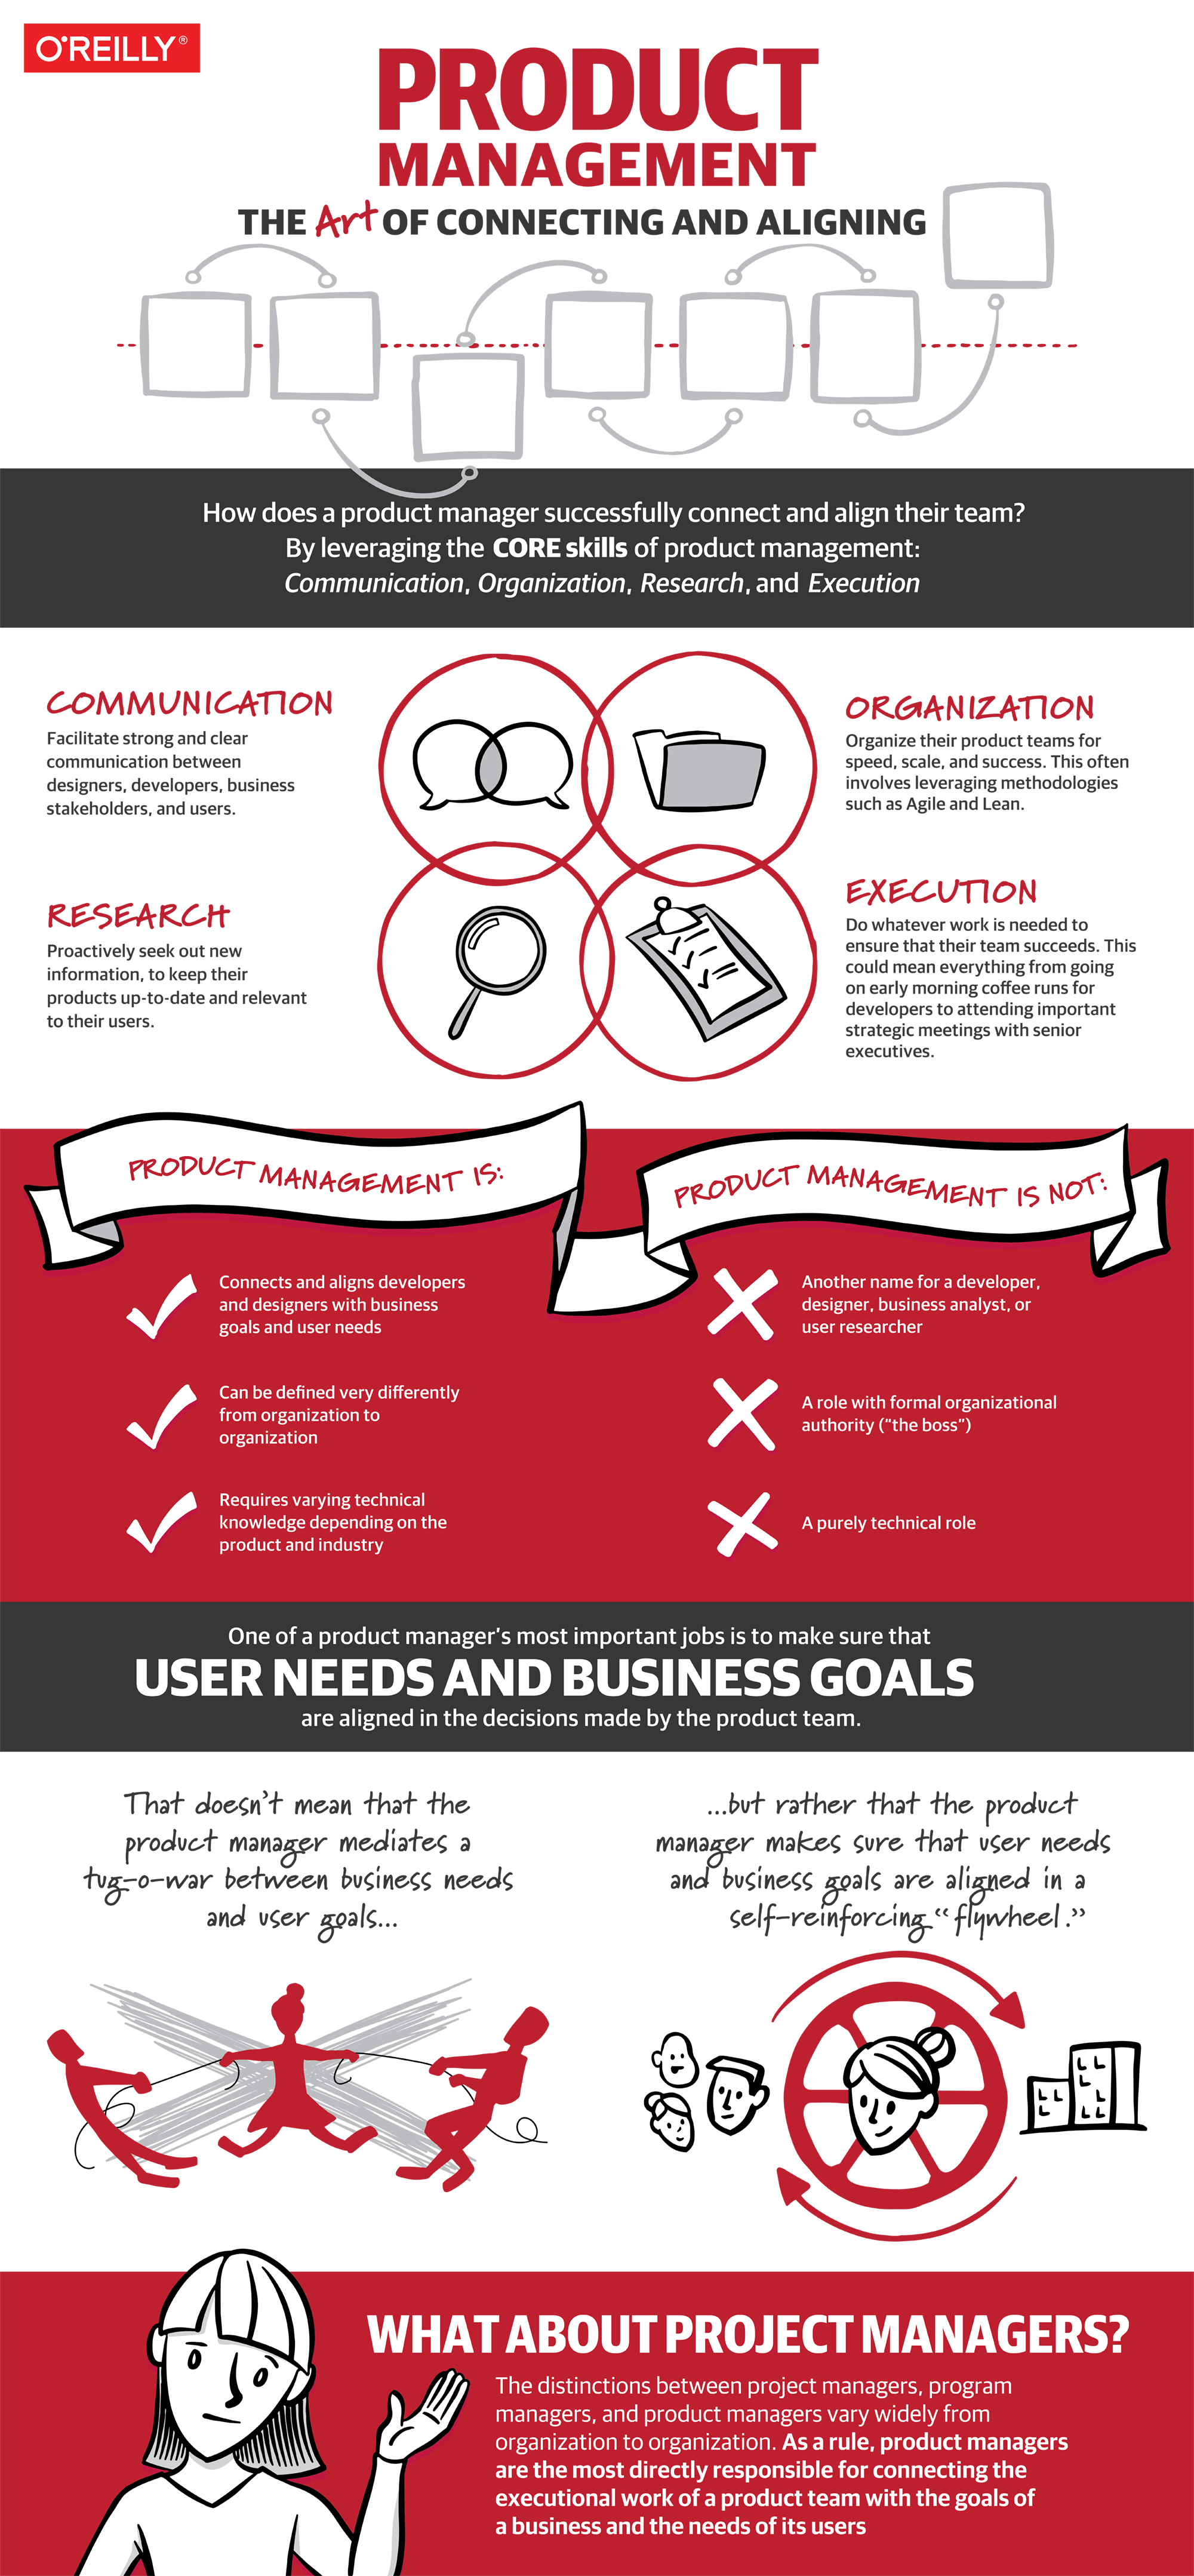 O'REILLY®
PRODUCT
MANAGEMENT
THE Art OF CONNECTING AND ALIGNING
How does a product manager successfully connect and align their team?
By leveraging the CORE skills of product management:
Communication, Organization, Research, and Execution
COMMUNICATION
Facilitate strong and clear
communication between
designers, developers, business
stakeholders, and users.
ORGANIZATION
Organize their product teams for
speed, scale, and success. This often
involves leveraging methodologies
such as Agile and Lean.
RESEARCH
Proactively seek out new
information, to keep their
products up-to-date and relevant
to their users.
EXECUTION
Do whatever work is needed to
ensure that their team succeeds. This
could mean everything from going
on early morning coffee runs for
developers to attending important
strategic meetings with senior
executives.
PRODUCT MANAGEMENT IS:
Connects and aligns developers
and designers with business
goals and user needs
Can be defined very differently
from organization to
organization
Requires varying technical
knowledge depending on the
product and industry
PRODUCT MANAGEMENT IS NOT:
Another name for a developer,
designer, business analyst, or
user researcher
A role with formal organizational
authority ("the boss")
A purely technical role
One of a product manager's most important jobs is to make sure that
USER NEEDS AND BUSINESS GOALS
are aligned in the decisions made by the product team.
That doesn't mean that the
product manager mediates a
tug-o-war between business needs
and user goals...
...but rather that the product
manager makes sure that user needs
and business goals are aligned in a
self-reinforcing "flywheel."
WHAT ABOUT PROJECT MANAGERS?
The distinctions between project managers, program
managers, and product managers vary widely from
organization to organization. As a rule, product managers
are the most directly responsible for connecting the
executional work of a product team with the goals of
a business and the needs of its users